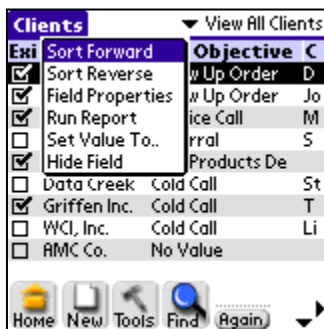 Clients View All Clients
Exi Objective C
Sort Forward w Up Order D
Sort Reverse w Up Order Jo
Field Properties ice Call M
Run Report rral S
Set Value To.. Products De
Hide Field
Data Creek Cold Call St
Griffen Inc. Cold Call T
WCI, Inc. Cold Call Li
AMC Co. No Value
Home New Tools Find Again